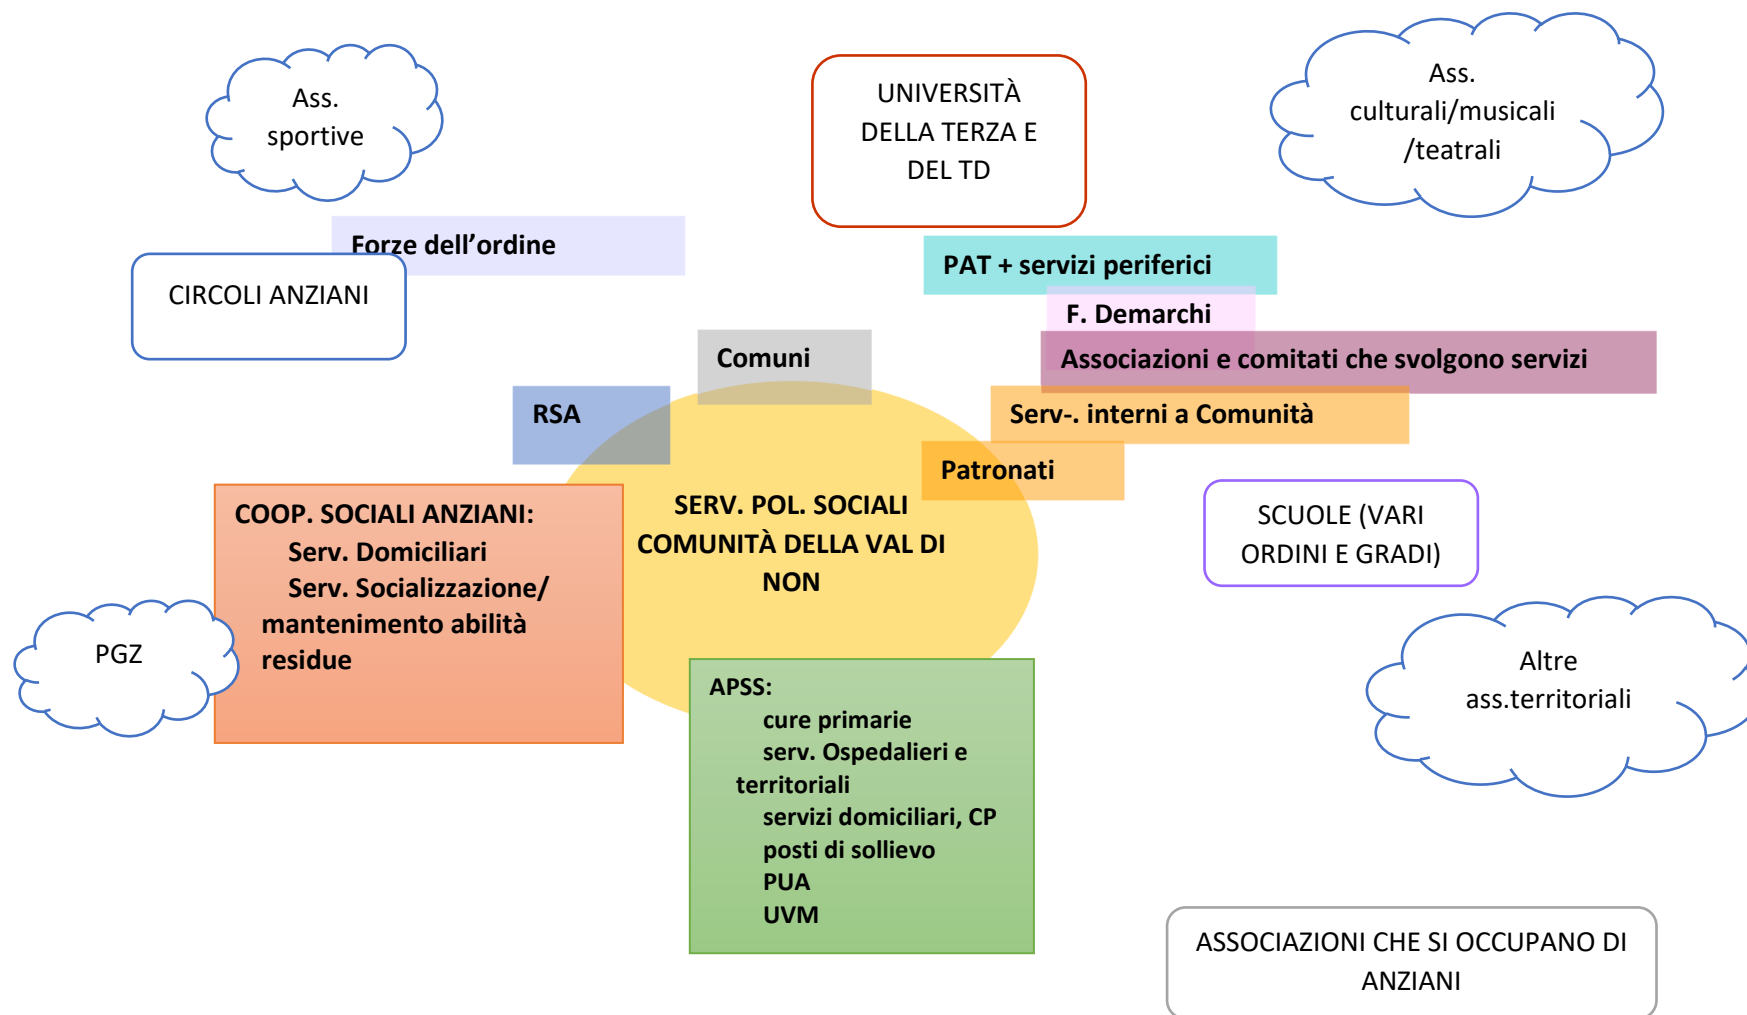 Ass.
sportive
UNIVERSITÀ
DELLA TERZA E
DEL TD
Ass.
culturali/musicali
/teatrali
Forze dell’ordine
CIRCOLI ANZIANI
PAT + servizi periferici
F. Demarchi
Associazioni e comitati che svolgono servizi
Comuni
RSA
Serv-. interni a Comunità
Patronati
COOP. SOCIALI ANZIANI:
Serv. Domiciliari
Serv. Socializzazione/
mantenimento abilità
residue
SERV. POL. SOCIALI
COMUNITÀ DELLA VAL DI
NON
SCUOLE (VARI
ORDINI E GRADI)
PGZ
Altre
ass.territoriali
APSS:
cure primarie
serv. Ospedalieri e
territoriali
servizi domiciliari, CP
posti di sollievo
PUA
UVM
ASSOCIAZIONI CHE SI OCCUPANO DI
ANZIANI